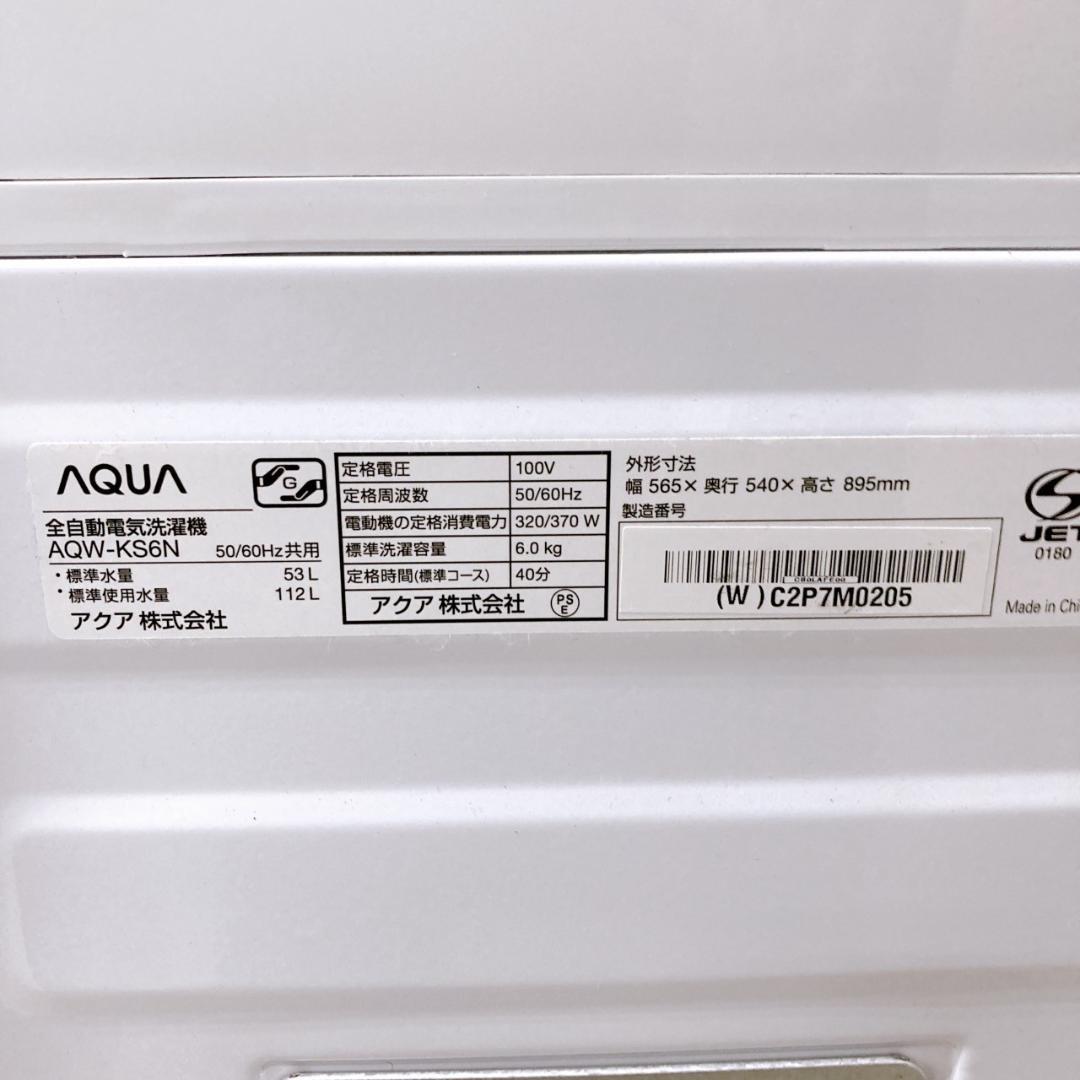 AQUA
G
全自動電気洗濯機
AQW-KS6N 50/60Hz共用
・標準水量 53 L
・標準使用水量 112 L
アクア 株式会社
定格電圧 100V
定格周波数 50/60Hz
電動機の定格消費電力 320/370 W
標準洗濯容量 6.0 kg
定格時間(標準コース) 40分
アクア 株式会社 PSE
外形寸法
幅 565× 奥行 540× 高さ 895mm
製造番号
(W )C2P7M0205
JET
0180
Made in